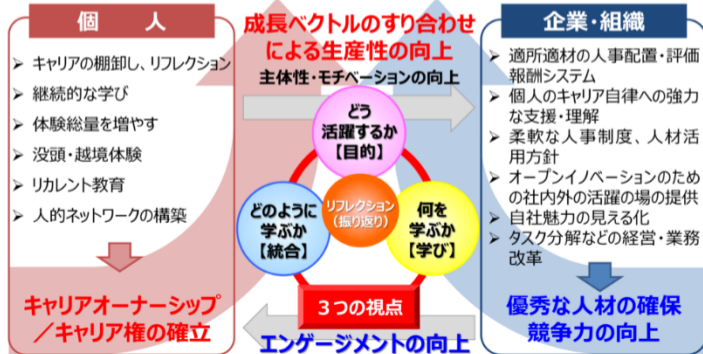 個　人
➢ キャリアの棚卸し、リフレクション
➢ 継続的な学び
➢ 体験総量を増やす
➢ 没頭・越境体験
➢ リカレント教育
➢ 人的ネットワークの構築
キャリアオーナーシップ
／キャリア権の確立
成長ベクトルのすり合わせ
による生産性の向上
主体性・モチベーションの向上
どう
活躍するか
【目的】
どのように
学ぶか
【統合】
リフレクション
（振り返り）
何を
学ぶか
【学び】
３つの視点
エンゲージメントの向上
企業・組織
➢ 適所適材の人事配置・評価
報酬システム
➢ 個人のキャリア自律への強力
な支援・理解
➢ 柔軟な人事制度、人材活
用方針
➢ オープンイノベーションのため
の社内外の活躍の場の提供
➢ 自社魅力の見える化
➢ タスク分解などの経営・業務
改革
優秀な人材の確保
競争力の向上